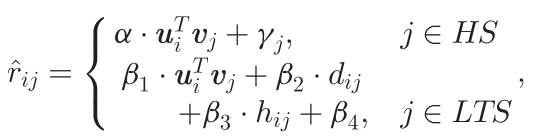 \hat{r}_{ij} = \begin{cases} \alpha \cdot \boldsymbol{u}_i^T \boldsymbol{v}_j + \gamma_j, & j \in HS \\ \beta_1 \cdot \boldsymbol{u}_i^T \boldsymbol{v}_j + \beta_2 \cdot d_{ij} \\ \quad + \beta_3 \cdot h_{ij} + \beta_4, & j \in LTS \end{cases},